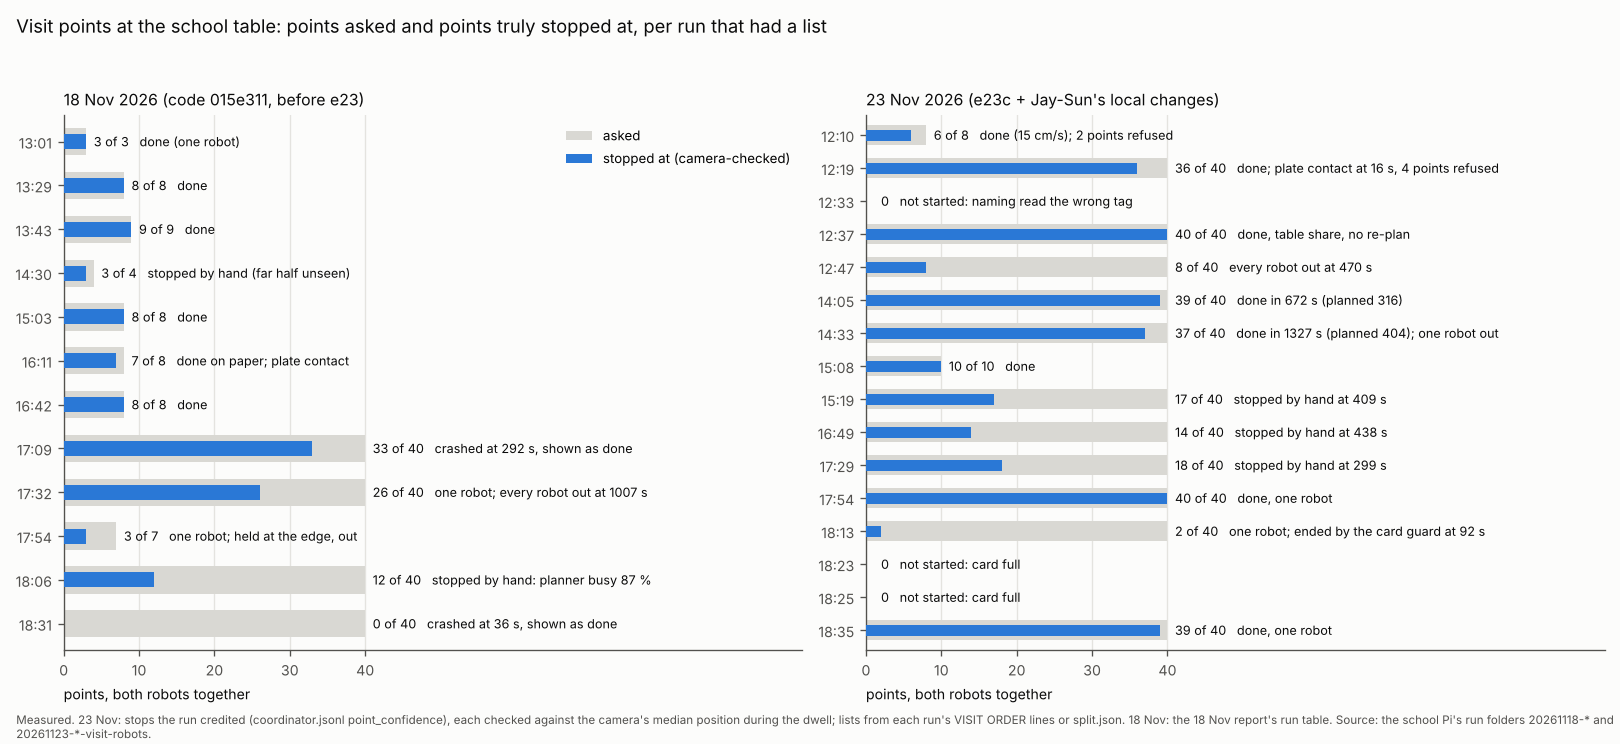 Visit points at the school table: points asked and points truly stopped at, per run that had a list
18 Nov 2026 (code 015e311, before e23)
asked
stopped at (camera-checked)
13:01 3 of 3 done (one robot)
13:29 8 of 8 done
13:43 9 of 9 done
14:30 3 of 4 stopped by hand (far half unseen)
15:03 8 of 8 done
16:11 7 of 8 done on paper; plate contact
16:42 8 of 8 done
17:09 33 of 40 crashed at 292 s, shown as done
17:32 26 of 40 one robot; every robot out at 1007 s
17:54 3 of 7 one robot; held at the edge, out
18:06 12 of 40 stopped by hand: planner busy 87 %
18:31 0 of 40 crashed at 36 s, shown as done
0 10 20 30 40
points, both robots together
23 Nov 2026 (e23c + Jay-Sun's local changes)
12:10 6 of 8 done (15 cm/s); 2 points refused
12:19 36 of 40 done; plate contact at 16 s, 4 points refused
12:33 0 not started: naming read the wrong tag
12:37 40 of 40 done, table share, no re-plan
12:47 8 of 40 every robot out at 470 s
14:05 39 of 40 done in 672 s (planned 316)
14:33 37 of 40 done in 1327 s (planned 404); one robot out
15:08 10 of 10 done
15:19 17 of 40 stopped by hand at 409 s
16:49 14 of 40 stopped by hand at 438 s
17:29 18 of 40 stopped by hand at 299 s
17:54 40 of 40 done, one robot
18:13 2 of 40 one robot; ended by the card guard at 92 s
18:23 0 not started: card full
18:25 0 not started: card full
18:35 39 of 40 done, one robot
0 10 20 30 40
points, both robots together
Measured. 23 Nov: stops the run credited (coordinator.jsonl point_confidence), each checked against the camera's median position during the dwell; lists from each run's VISIT ORDER lines or split.json. 18 Nov: the 18 Nov report's run table. Source: the school Pi's run folders 20261118-* and
20261123-*-visit-robots.